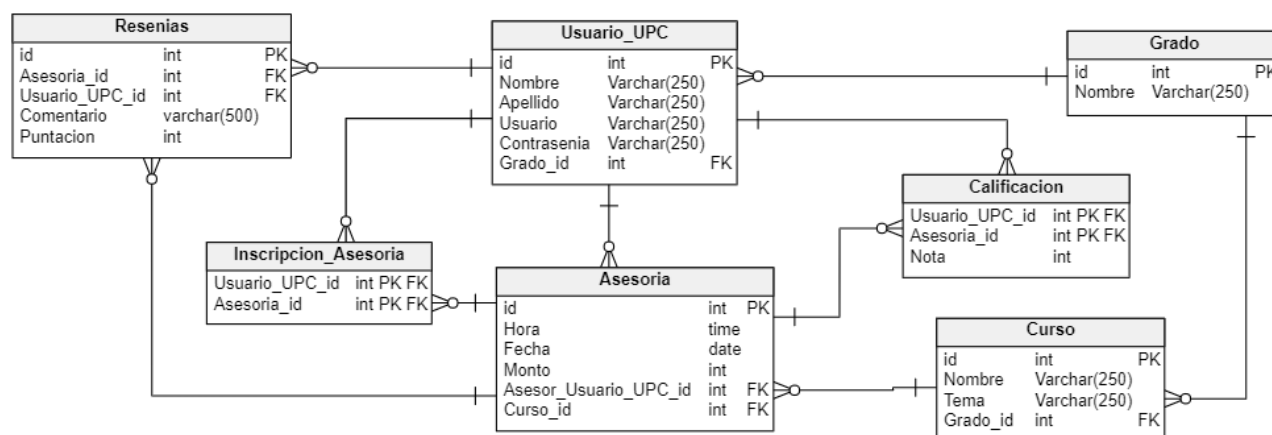 Resenias
id int PK
Asesoria_id int FK
Usuario_UPC_id int FK
Comentario varchar(500)
Puntacion int
Usuario_UPC
id int PK
Nombre Varchar(250)
Apellido Varchar(250)
Usuario Varchar(250)
Contrasenia Varchar(250)
Grado_id int FK
Grado
id int PK
Nombre Varchar(250)
Calificacion
Usuario_UPC_id int PK FK
Asesoria_id int PK FK
Nota int
Inscripcion_Asesoria
Usuario_UPC_id int PK FK
Asesoria_id int PK FK
Asesoria
id int PK
Hora time
Fecha date
Monto int
Asesor_Usuario_UPC_id int FK
Curso_id int FK
Curso
id int PK
Nombre Varchar(250)
Tema Varchar(250)
Grado_id int FK